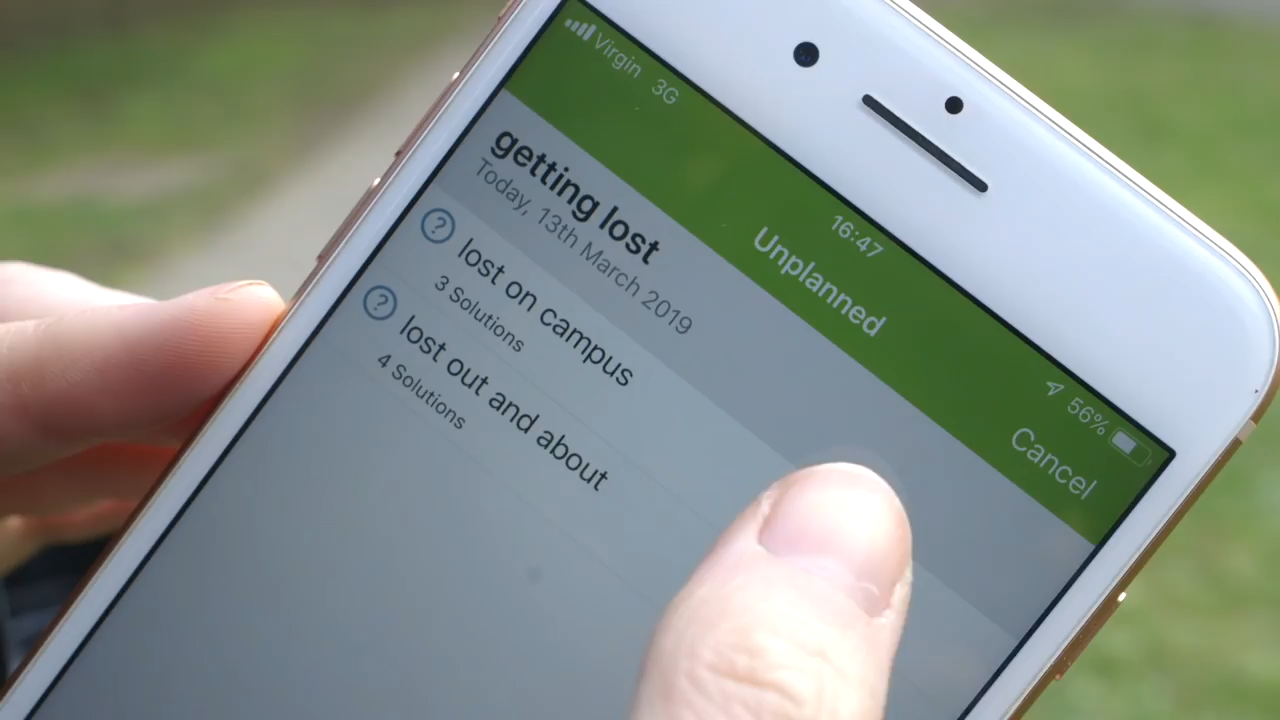 Virgin 3G 16:47 56%
Unplanned Cancel
getting lost
Today, 13th March 2019
? lost on campus
3 Solutions
? lost out and about
4 Solutions